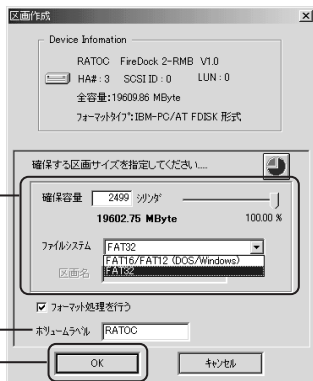 区画作成
Device Infomation
RATOC FireDock 2-RMB V1.0
HA#: 3 SCSI ID: 0 LUN: 0
全容量:19609.86 MByte
フォーマットタイプ:IBM-PC/AT FDISK 形式
確保する区画サイズを指定してください....
確保容量 2499 シリンダ
19602.75 MByte 100.00 %
ファイルシステム FAT32
FAT16/FAT12 (DOS/Windows)
FAT32
区画名
フォーマット処理を行う
ボリュームラベル RATOC
OK キャンセル